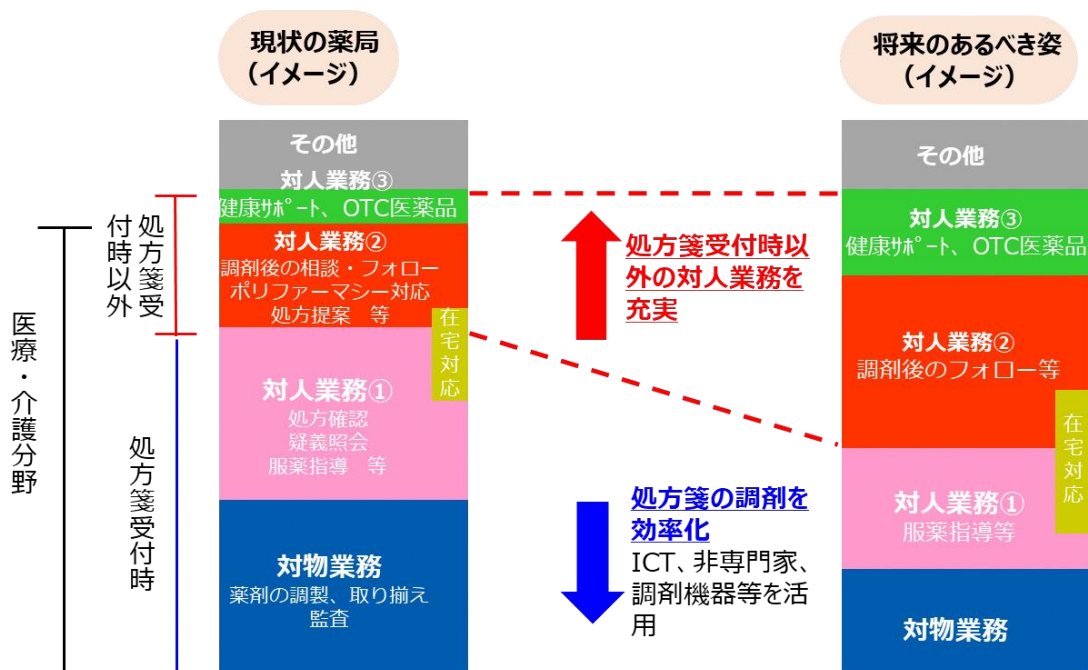 現状の薬局
（イメージ）
将来のあるべき姿
（イメージ）
医療・介護分野
処方箋受
付時以外
処方箋受付時
その他
対人業務③
健康サポート、OTC医薬品
対人業務②
調剤後の相談・フォロー
ポリファーマシー対応
処方提案　等
在宅対応
対人業務①
処方確認
疑義照会
服薬指導　等
対物業務
薬剤の調製、取り揃え
監査
処方箋受付時以
外の対人業務を
充実
処方箋の調剤を
効率化
ICT、非専門家、
調剤機器等を活
用
その他
対人業務③
健康サポート、OTC医薬品
対人業務②
調剤後のフォロー等
在宅対応
対人業務①
服薬指導等
対物業務